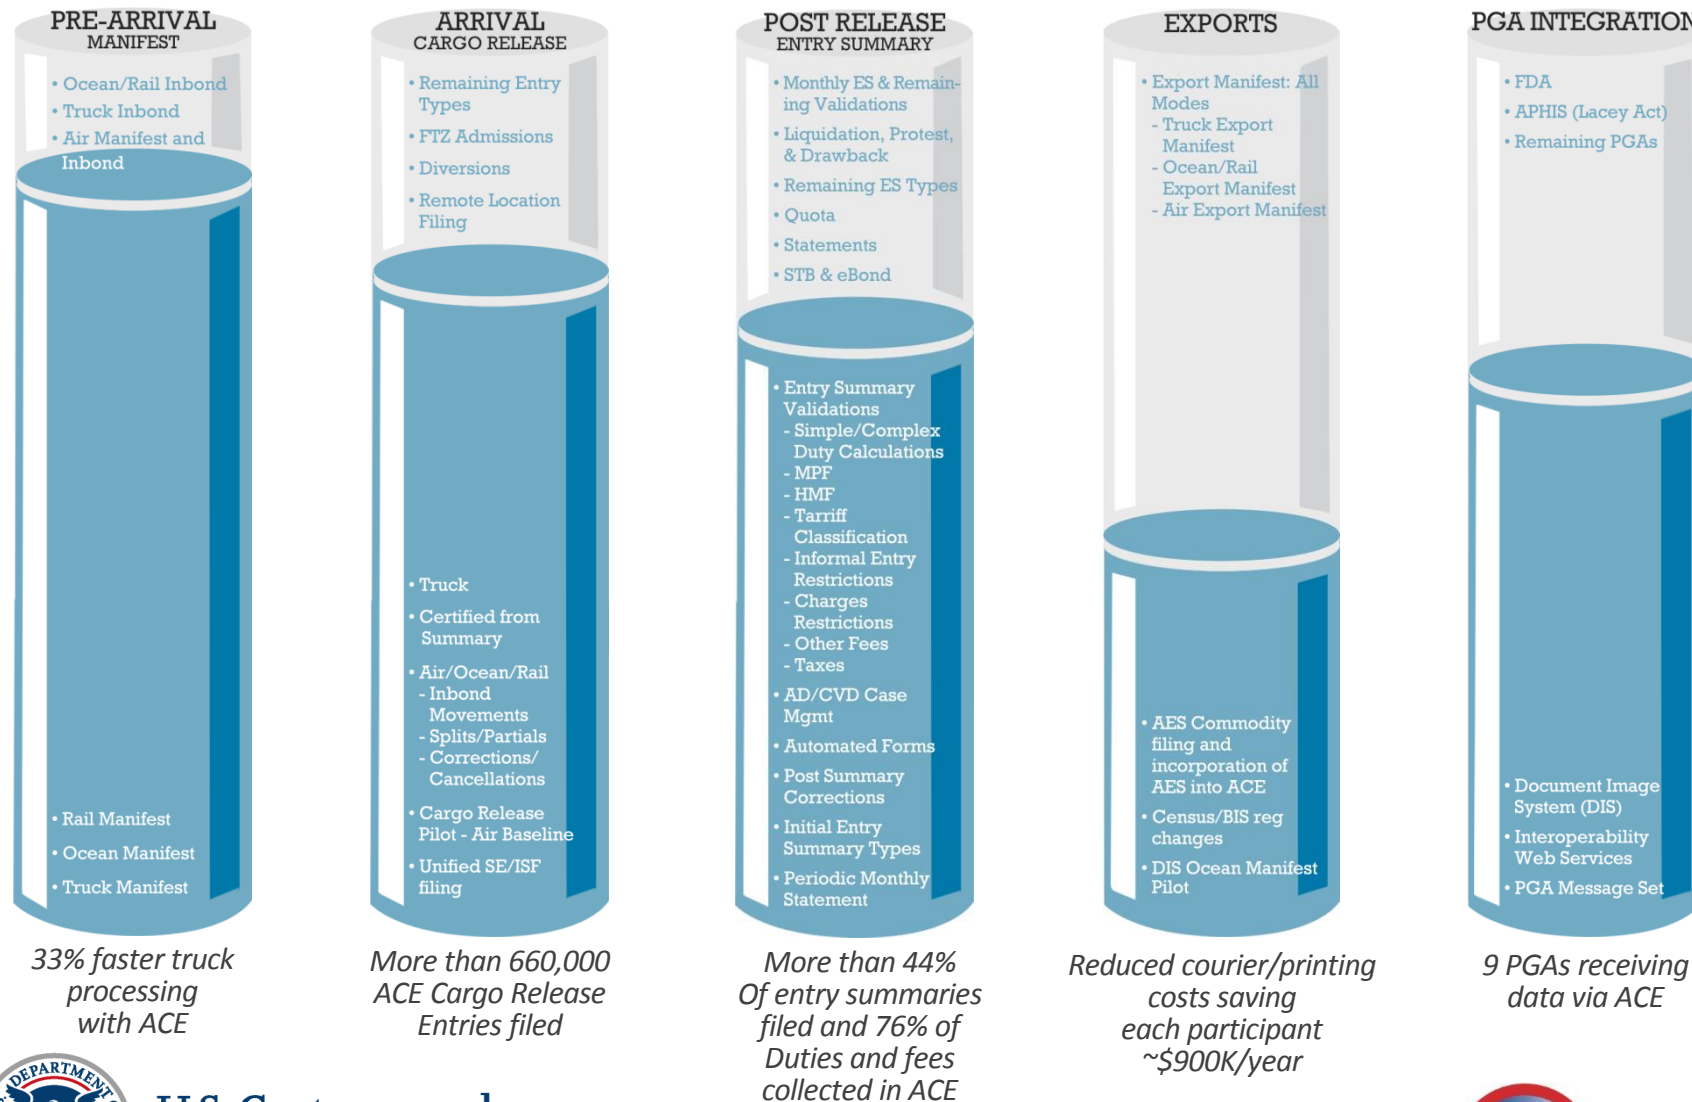 PRE-ARRIVAL
MANIFEST
• Ocean/Rail Inbond
• Truck Inbond
• Air Manifest and
Inbond
• Rail Manifest
• Ocean Manifest
• Truck Manifest
33% faster truck
processing
with ACE
ARRIVAL
CARGO RELEASE
• Remaining Entry
Types
• FTZ Admissions
• Diversions
• Remote Location
Filing
• Truck
• Certified from
Summary
• Air/Ocean/Rail
- Inbond
Movements
- Splits/Partials
- Corrections/
Cancellations
• Cargo Release
Pilot - Air Baseline
• Unified SE/ISF
filing
More than 660,000
ACE Cargo Release
Entries filed
POST RELEASE
ENTRY SUMMARY
• Monthly ES & Remain-
ing Validations
• Liquidation, Protest,
& Drawback
• Remaining ES Types
• Quota
• Statements
• STB & eBond
• Entry Summary
Validations
- Simple/Complex
Duty Calculations
- MPF
- HMF
- Tarriff
Classification
- Informal Entry
Restrictions
- Charges
Restrictions
- Other Fees
- Taxes
• AD/CVD Case
Mgmt
• Automated Forms
• Post Summary
Corrections
• Initial Entry
Summary Types
• Periodic Monthly
Statement
More than 44%
Of entry summaries
filed and 76% of
Duties and fees
collected in ACE
EXPORTS
• Export Manifest: All
Modes
- Truck Export
Manifest
- Ocean/Rail
Export Manifest
- Air Export Manifest
• AES Commodity
filing and
incorporation of
AES into ACE
• Census/BIS reg
changes
• DIS Ocean Manifest
Pilot
Reduced courier/printing
costs saving
each participant
~$900K/year
PGA INTEGRATION
• FDA
• APHIS (Lacey Act)
• Remaining PGAs
• Document Image
System (DIS)
• Interoperability
Web Services
• PGA Message Set
9 PGAs receiving
data via ACE
DEPARTMENT